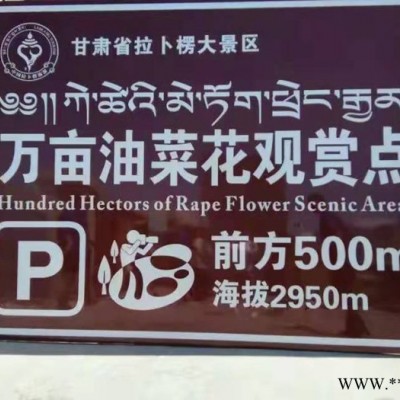 甘肃省拉卜楞大景区
༄༅།།ཀེ་ཚེའི་མེ་ཏོག་ཕྲེང་རྒྱམ
万亩油菜花观赏点
Hundred Hectors of Rape Flower Scenic Area
P
前方500m
海拔2950m
www.**